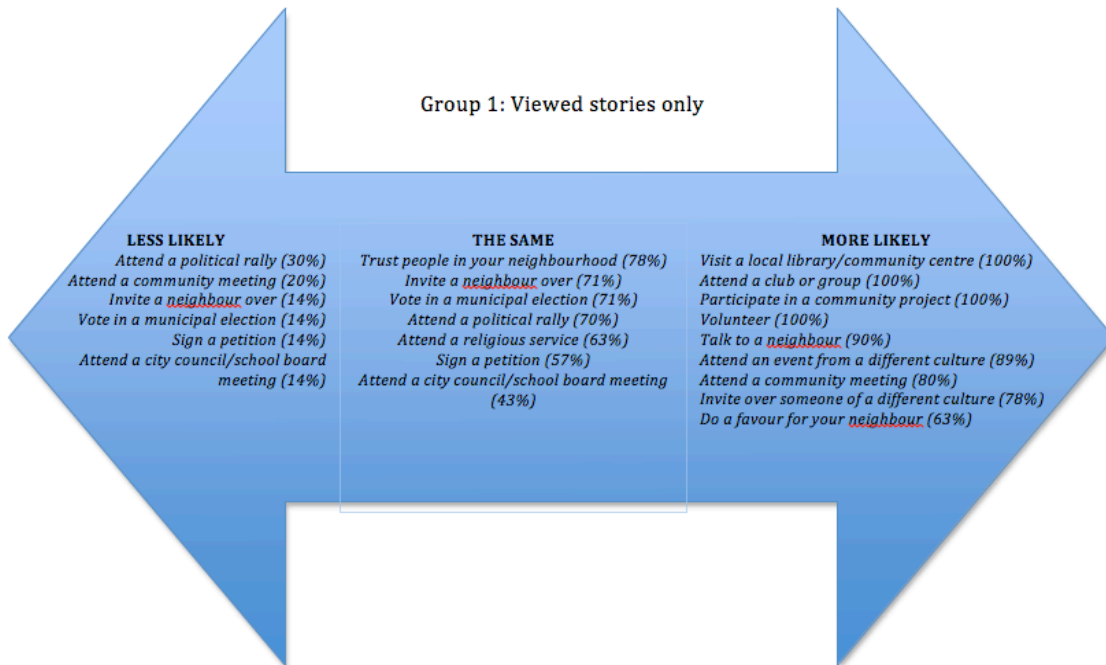 Group 1: Viewed stories only
LESS LIKELY
Attend a political rally (30%)
Attend a community meeting (20%)
Invite a neighbour over (14%)
Vote in a municipal election (14%)
Sign a petition (14%)
Attend a city council/school board
meeting (14%)
THE SAME
Trust people in your neighbourhood (78%)
Invite a neighbour over (71%)
Vote in a municipal election (71%)
Attend a political rally (70%)
Attend a religious service (63%)
Sign a petition (57%)
Attend a city council/school board meeting
(43%)
MORE LIKELY
Visit a local library/community centre (100%)
Attend a club or group (100%)
Participate in a community project (100%)
Volunteer (100%)
Talk to a neighbour (90%)
Attend an event from a different culture (89%)
Attend a community meeting (80%)
Invite over someone of a different culture (78%)
Do a favour for your neighbour (63%)